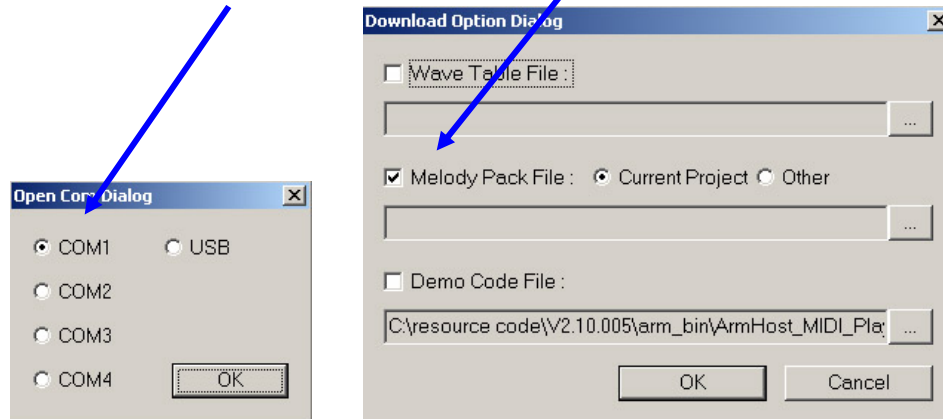 Download Option Dialog
Wave Table File :
...
Melody Pack File : Current Project Other
...
Demo Code File :
C:\resource code\V2.10.005\arm_bin\ArmHost_MIDI_Pla
...
OK Cancel
Open Com Dialog
COM1 USB
COM2
COM3
COM4 OK